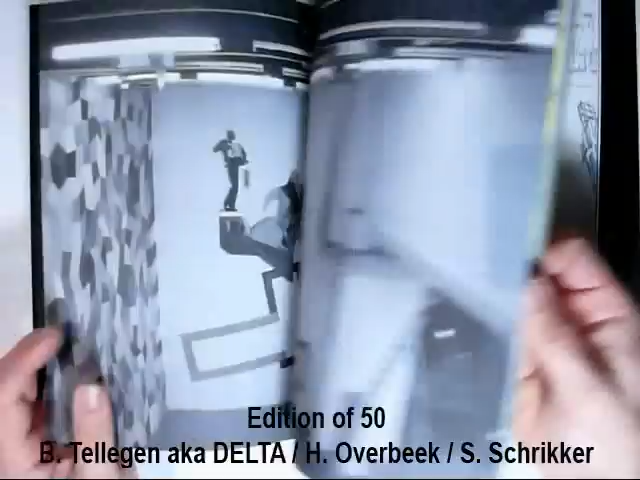 Edition of 50
B. Tellegen aka DELTA / H. Overbeek / S. Schrikker